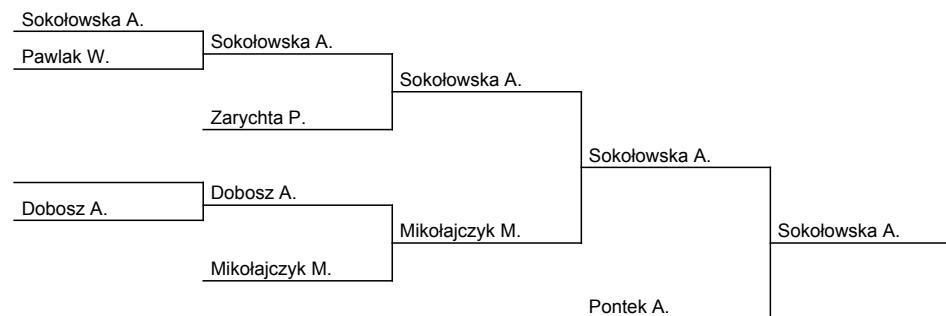 Sokołowska A.
Sokołowska A.
Pawlak W.
Sokołowska A.
Zarychta P.
Sokołowska A.
Dobosz A.
Dobosz A.
Sokołowska A.
Mikołajczyk M.
Mikołajczyk M.
Pontek A.